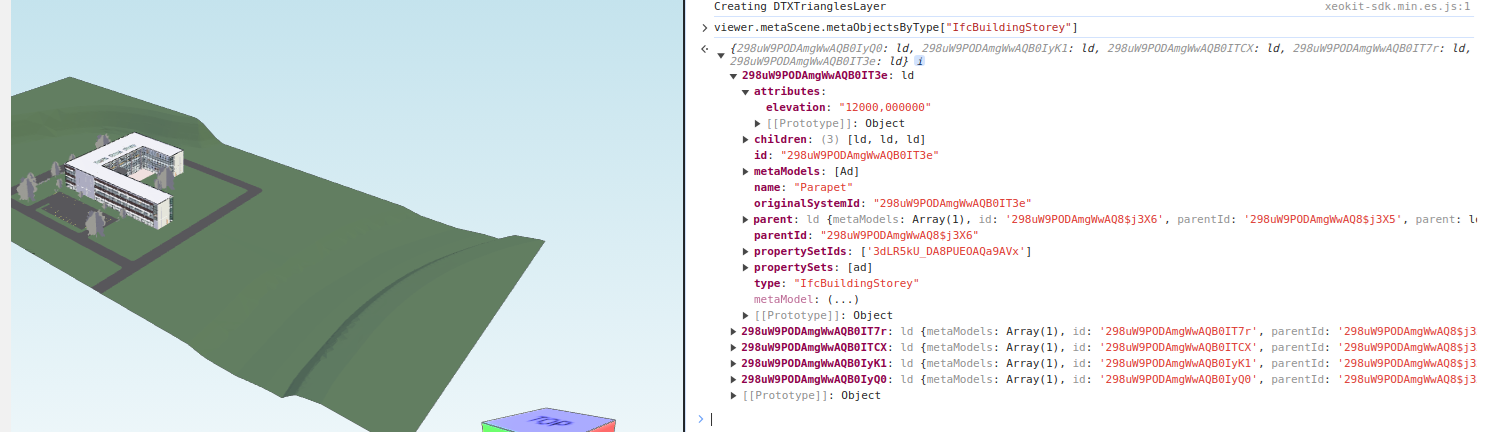 Creating DTXTrianglesLayer xeokit-sdk.min.es.js:1
viewer.metaScene.metaObjectsByType["IfcBuildingStorey"]
{298uW9PODAmgWwAQB0IyQ0: ld, 298uW9PODAmgWwAQB0IyK1: ld, 298uW9PODAmgWwAQB0ITCX: ld, 298uW9PODAmgWwAQB0IT7r: ld,
298uW9PODAmgWwAQB0IT3e: ld} i
298uW9PODAmgWwAQB0IT3e: ld
attributes:
elevation: "12000,000000"
[[Prototype]]: Object
children: (3) [ld, ld, ld]
id: "298uW9PODAmgWwAQB0IT3e"
metaModels: [Ad]
name: "Parapet"
originalSystemId: "298uW9PODAmgWwAQB0IT3e"
parent: ld {metaModels: Array(1), id: '298uW9PODAmgWwAQ8$j3X6', parentId: '298uW9PODAmgWwAQ8$j3X5', parent: l
parentId: "298uW9PODAmgWwAQ8$j3X6"
propertySetIds: ['3dLR5kU_DA8PUEOAQa9AVx']
propertySets: [ad]
type: "IfcBuildingStorey"
metaModel: (...)
[[Prototype]]: Object
298uW9PODAmgWwAQB0IT7r: ld {metaModels: Array(1), id: '298uW9PODAmgWwAQB0IT7r', parentId: '298uW9PODAmgWwAQ8$j3
298uW9PODAmgWwAQB0ITCX: ld {metaModels: Array(1), id: '298uW9PODAmgWwAQB0ITCX', parentId: '298uW9PODAmgWwAQ8$j3
298uW9PODAmgWwAQB0IyK1: ld {metaModels: Array(1), id: '298uW9PODAmgWwAQB0IyK1', parentId: '298uW9PODAmgWwAQ8$j3
298uW9PODAmgWwAQB0IyQ0: ld {metaModels: Array(1), id: '298uW9PODAmgWwAQB0IyQ0', parentId: '298uW9PODAmgWwAQ8$j3
[[Prototype]]: Object
TOP